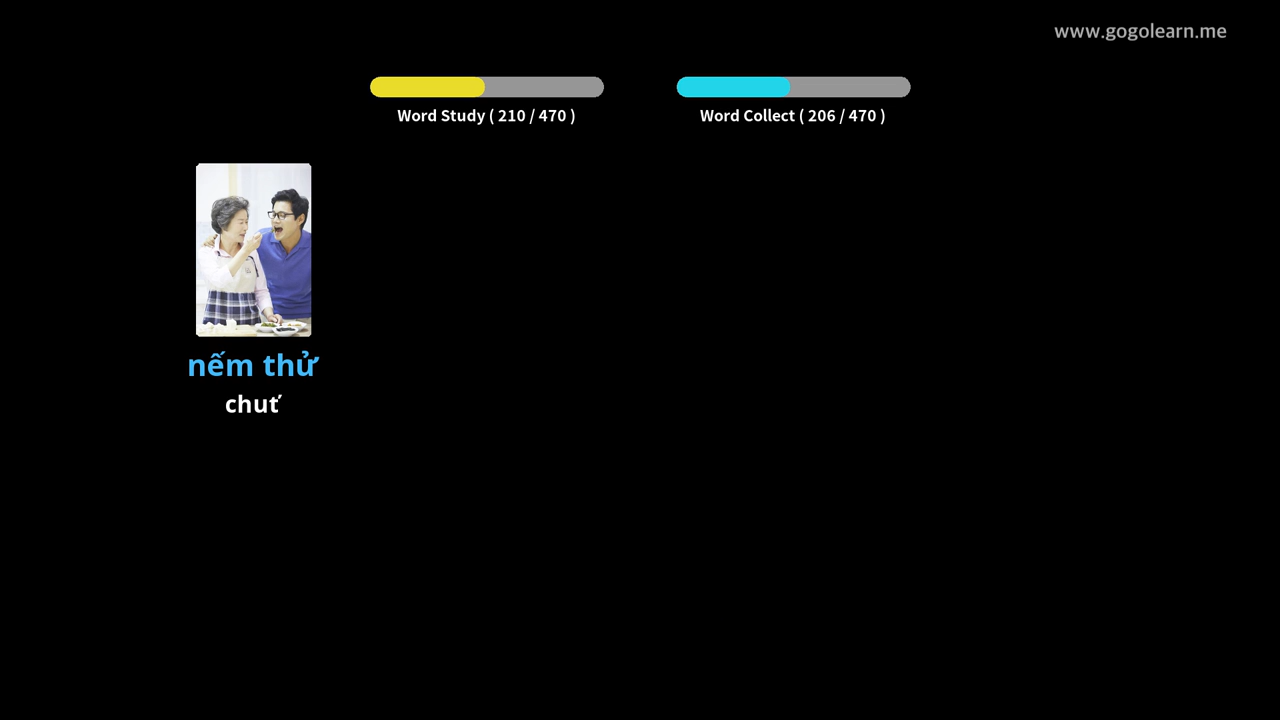 www.gogolearn.me
Word Study ( 210 / 470 )
Word Collect ( 206 / 470 )
nếm thử
chuť